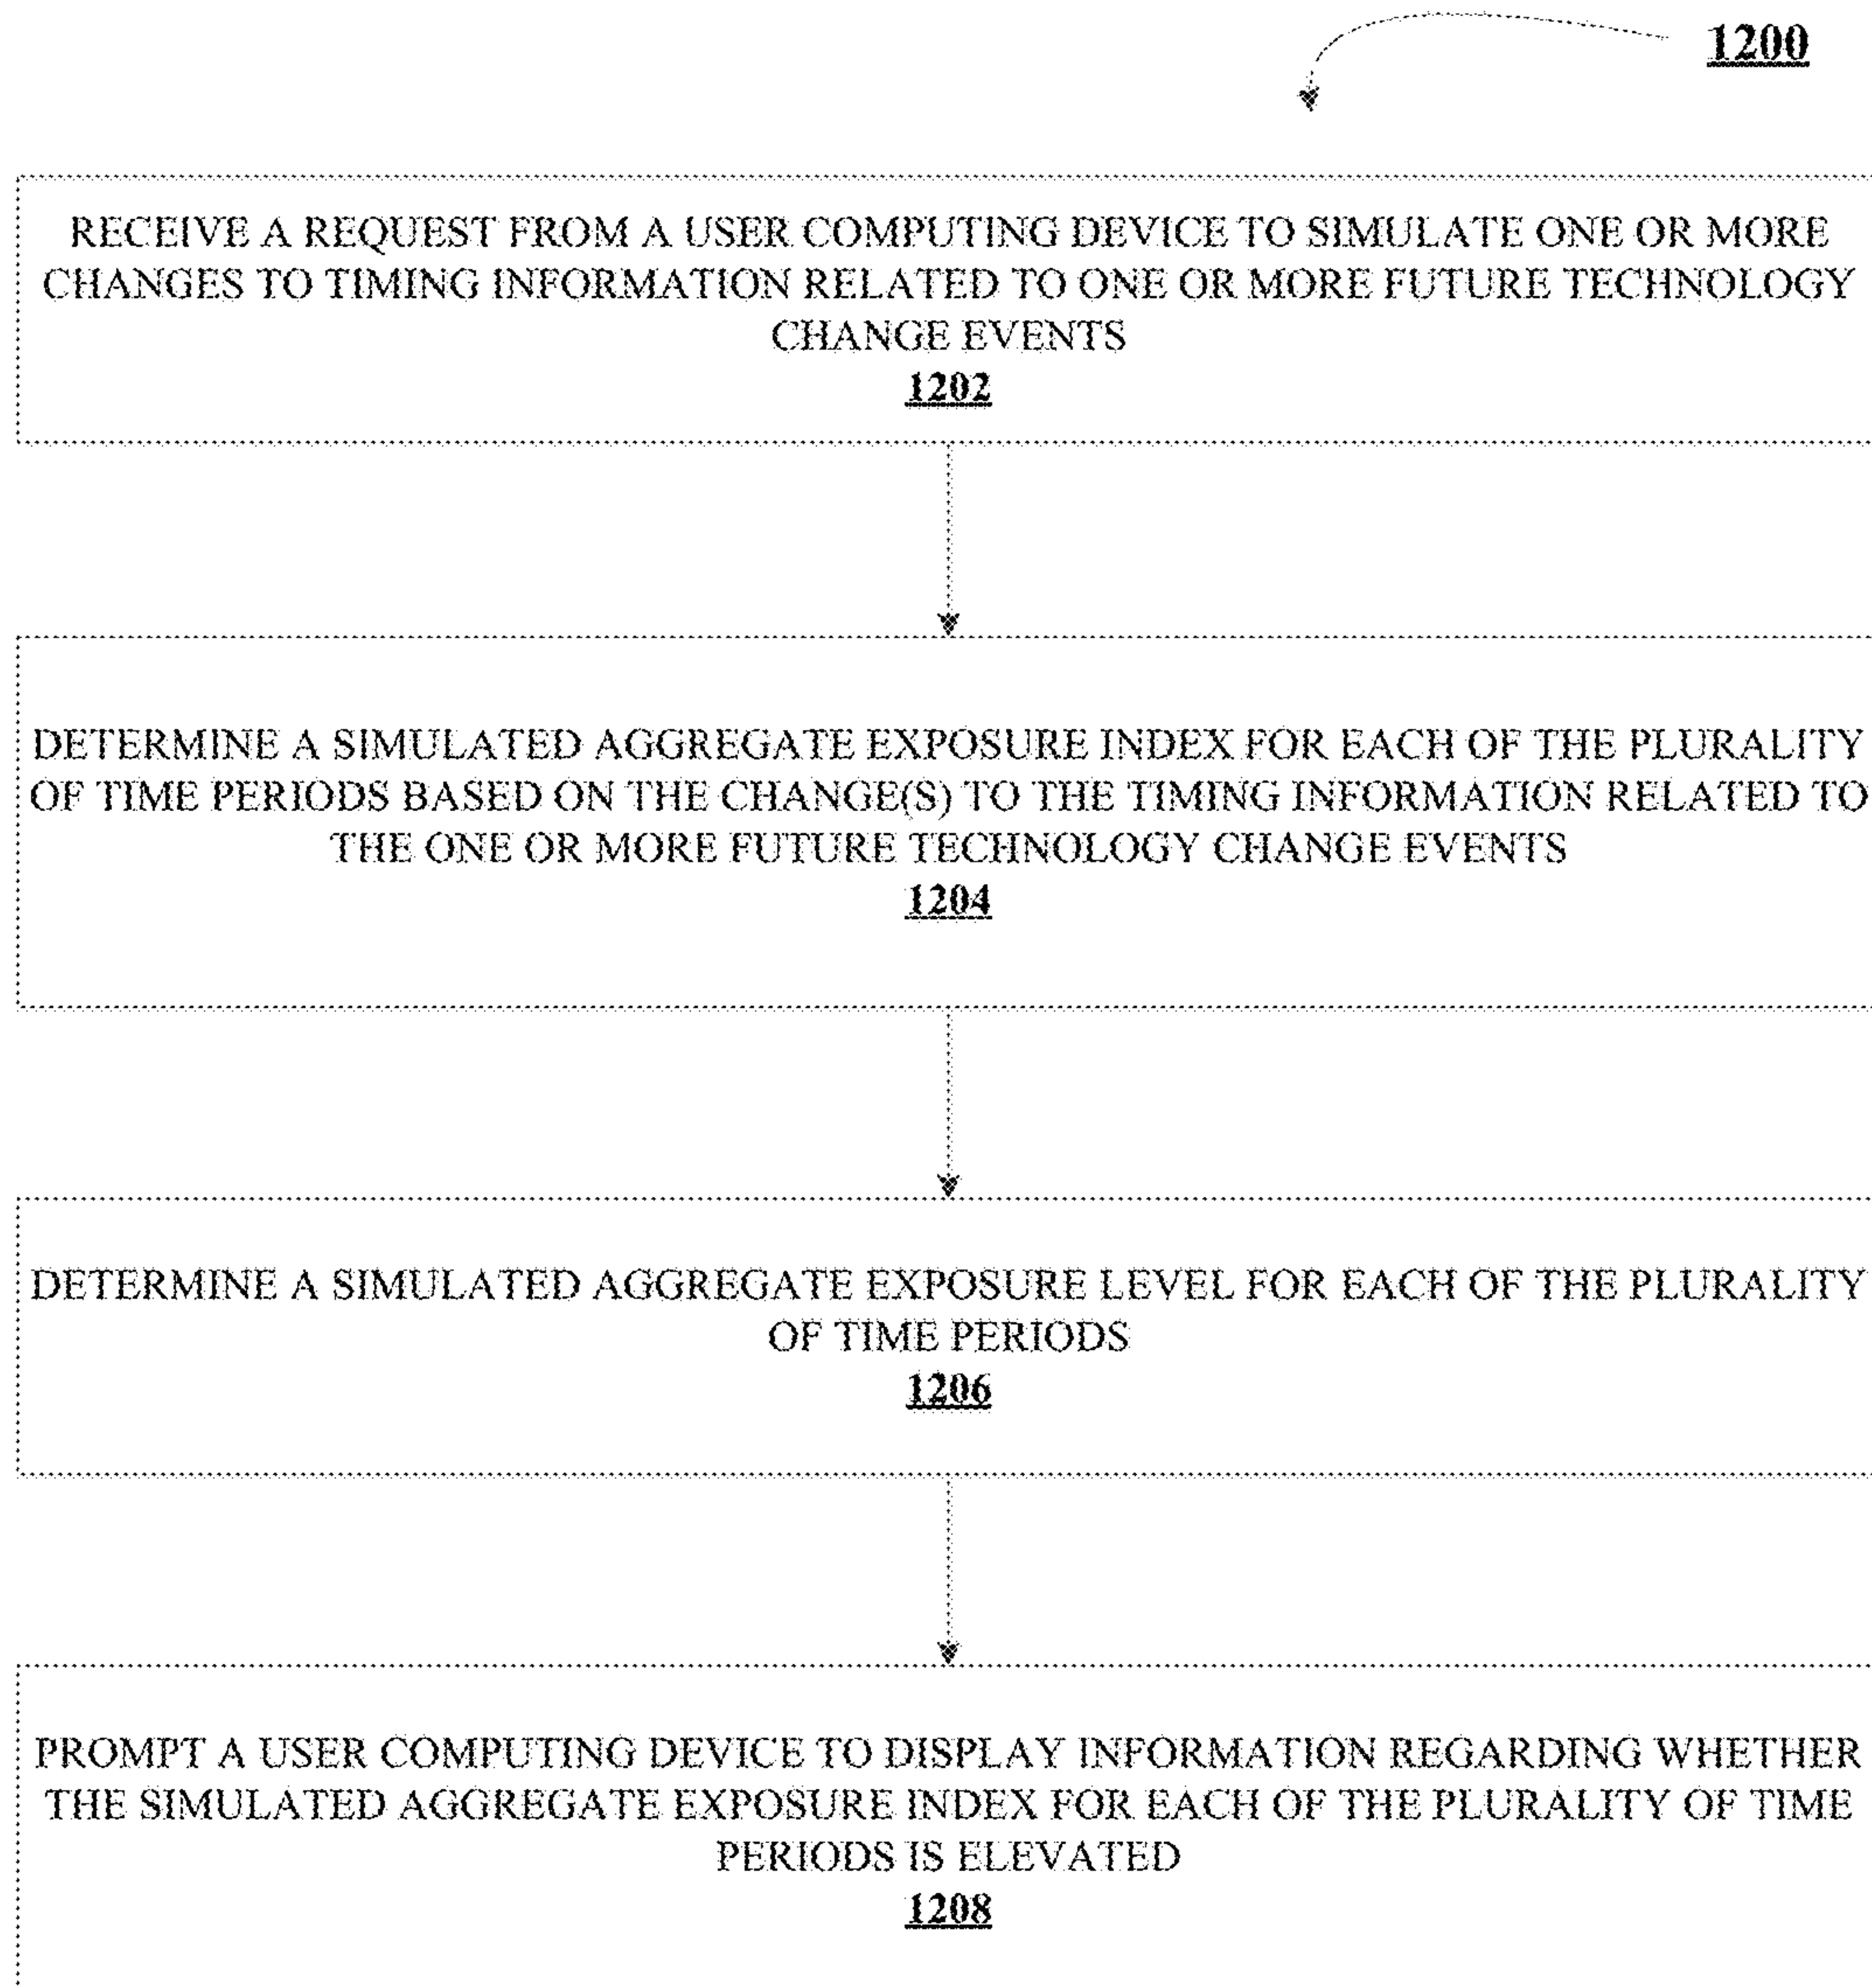 1200
RECEIVE A REQUEST FROM A USER COMPUTING DEVICE TO SIMULATE ONE OR MORE
CHANGES TO TIMING INFORMATION RELATED TO ONE OR MORE FUTURE TECHNOLOGY
CHANGE EVENTS
1202
DETERMINE A SIMULATED AGGREGATE EXPOSURE INDEX FOR EACH OF THE PLURALITY
OF TIME PERIODS BASED ON THE CHANGE(S) TO THE TIMING INFORMATION RELATED TO
THE ONE OR MORE FUTURE TECHNOLOGY CHANGE EVENTS
1204
DETERMINE A SIMULATED AGGREGATE EXPOSURE LEVEL FOR EACH OF THE PLURALITY
OF TIME PERIODS
1206
PROMPT A USER COMPUTING DEVICE TO DISPLAY INFORMATION REGARDING WHETHER
THE SIMULATED AGGREGATE EXPOSURE INDEX FOR EACH OF THE PLURALITY OF TIME
PERIODS IS ELEVATED
1208